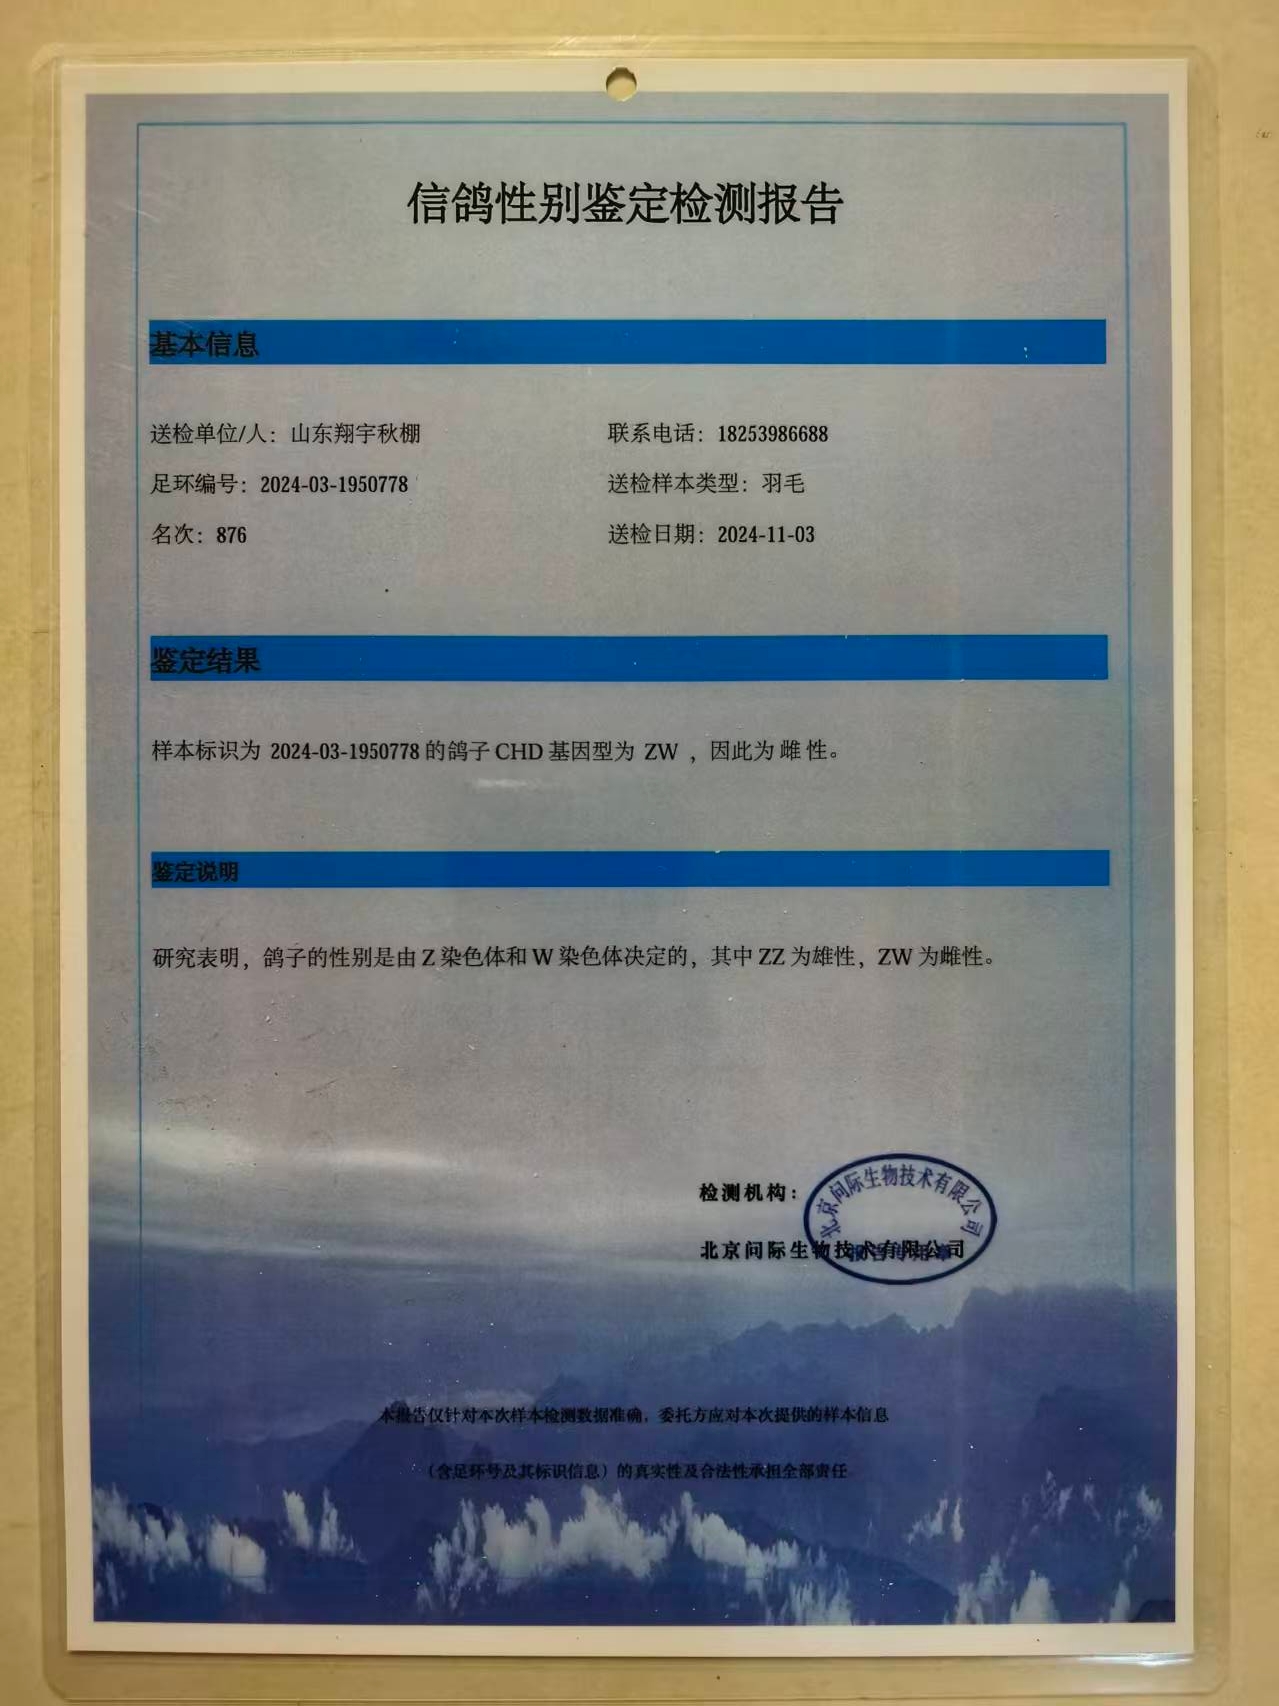 信鸽性别鉴定检测报告
基本信息
送检单位/人：山东翔宇秋棚
联系电话：18253986688
足环编号：2024-03-1950778
送检样本类型：羽毛
名次：876
送检日期：2024-11-03
鉴定结果
样本标识为 2024-03-1950778 的鸽子 CHD 基因型为 ZW ，因此为 雌 性。
鉴定说明
研究表明，鸽子的性别是由 Z 染色体和 W 染色体决定的，其中 ZZ 为雄性，ZW 为雌性。
检测机构：
北京问际生物技术有限公司
北京问际生物技术有限公司
报告专用章
本报告仅针对本次样本检测数据准确，委托方应对本次提供的样本信息
（含足环号及其标识信息）的真实性及合法性承担全部责任